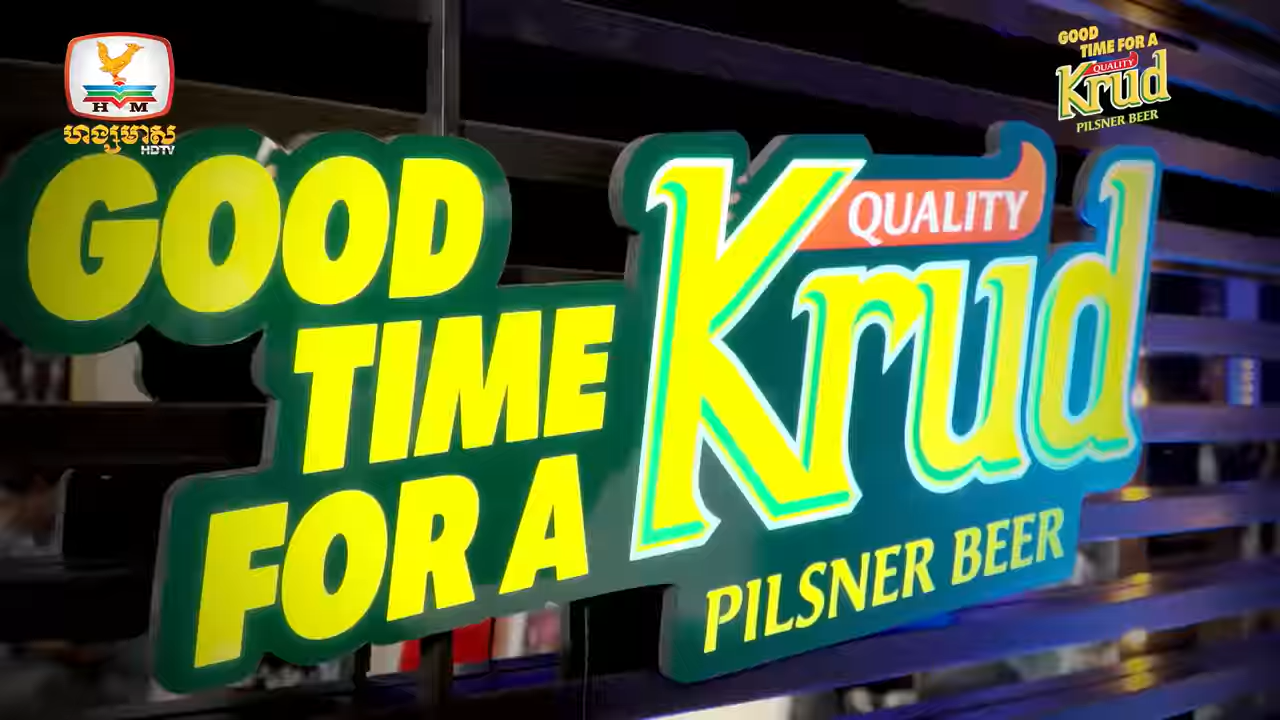 HM
ហង្សមាស
HDTV
GOOD
TIME FOR A
QUALITY
Krud
PILSNER BEER
GOOD
TIME
FOR A
QUALITY
Krud
PILSNER BEER